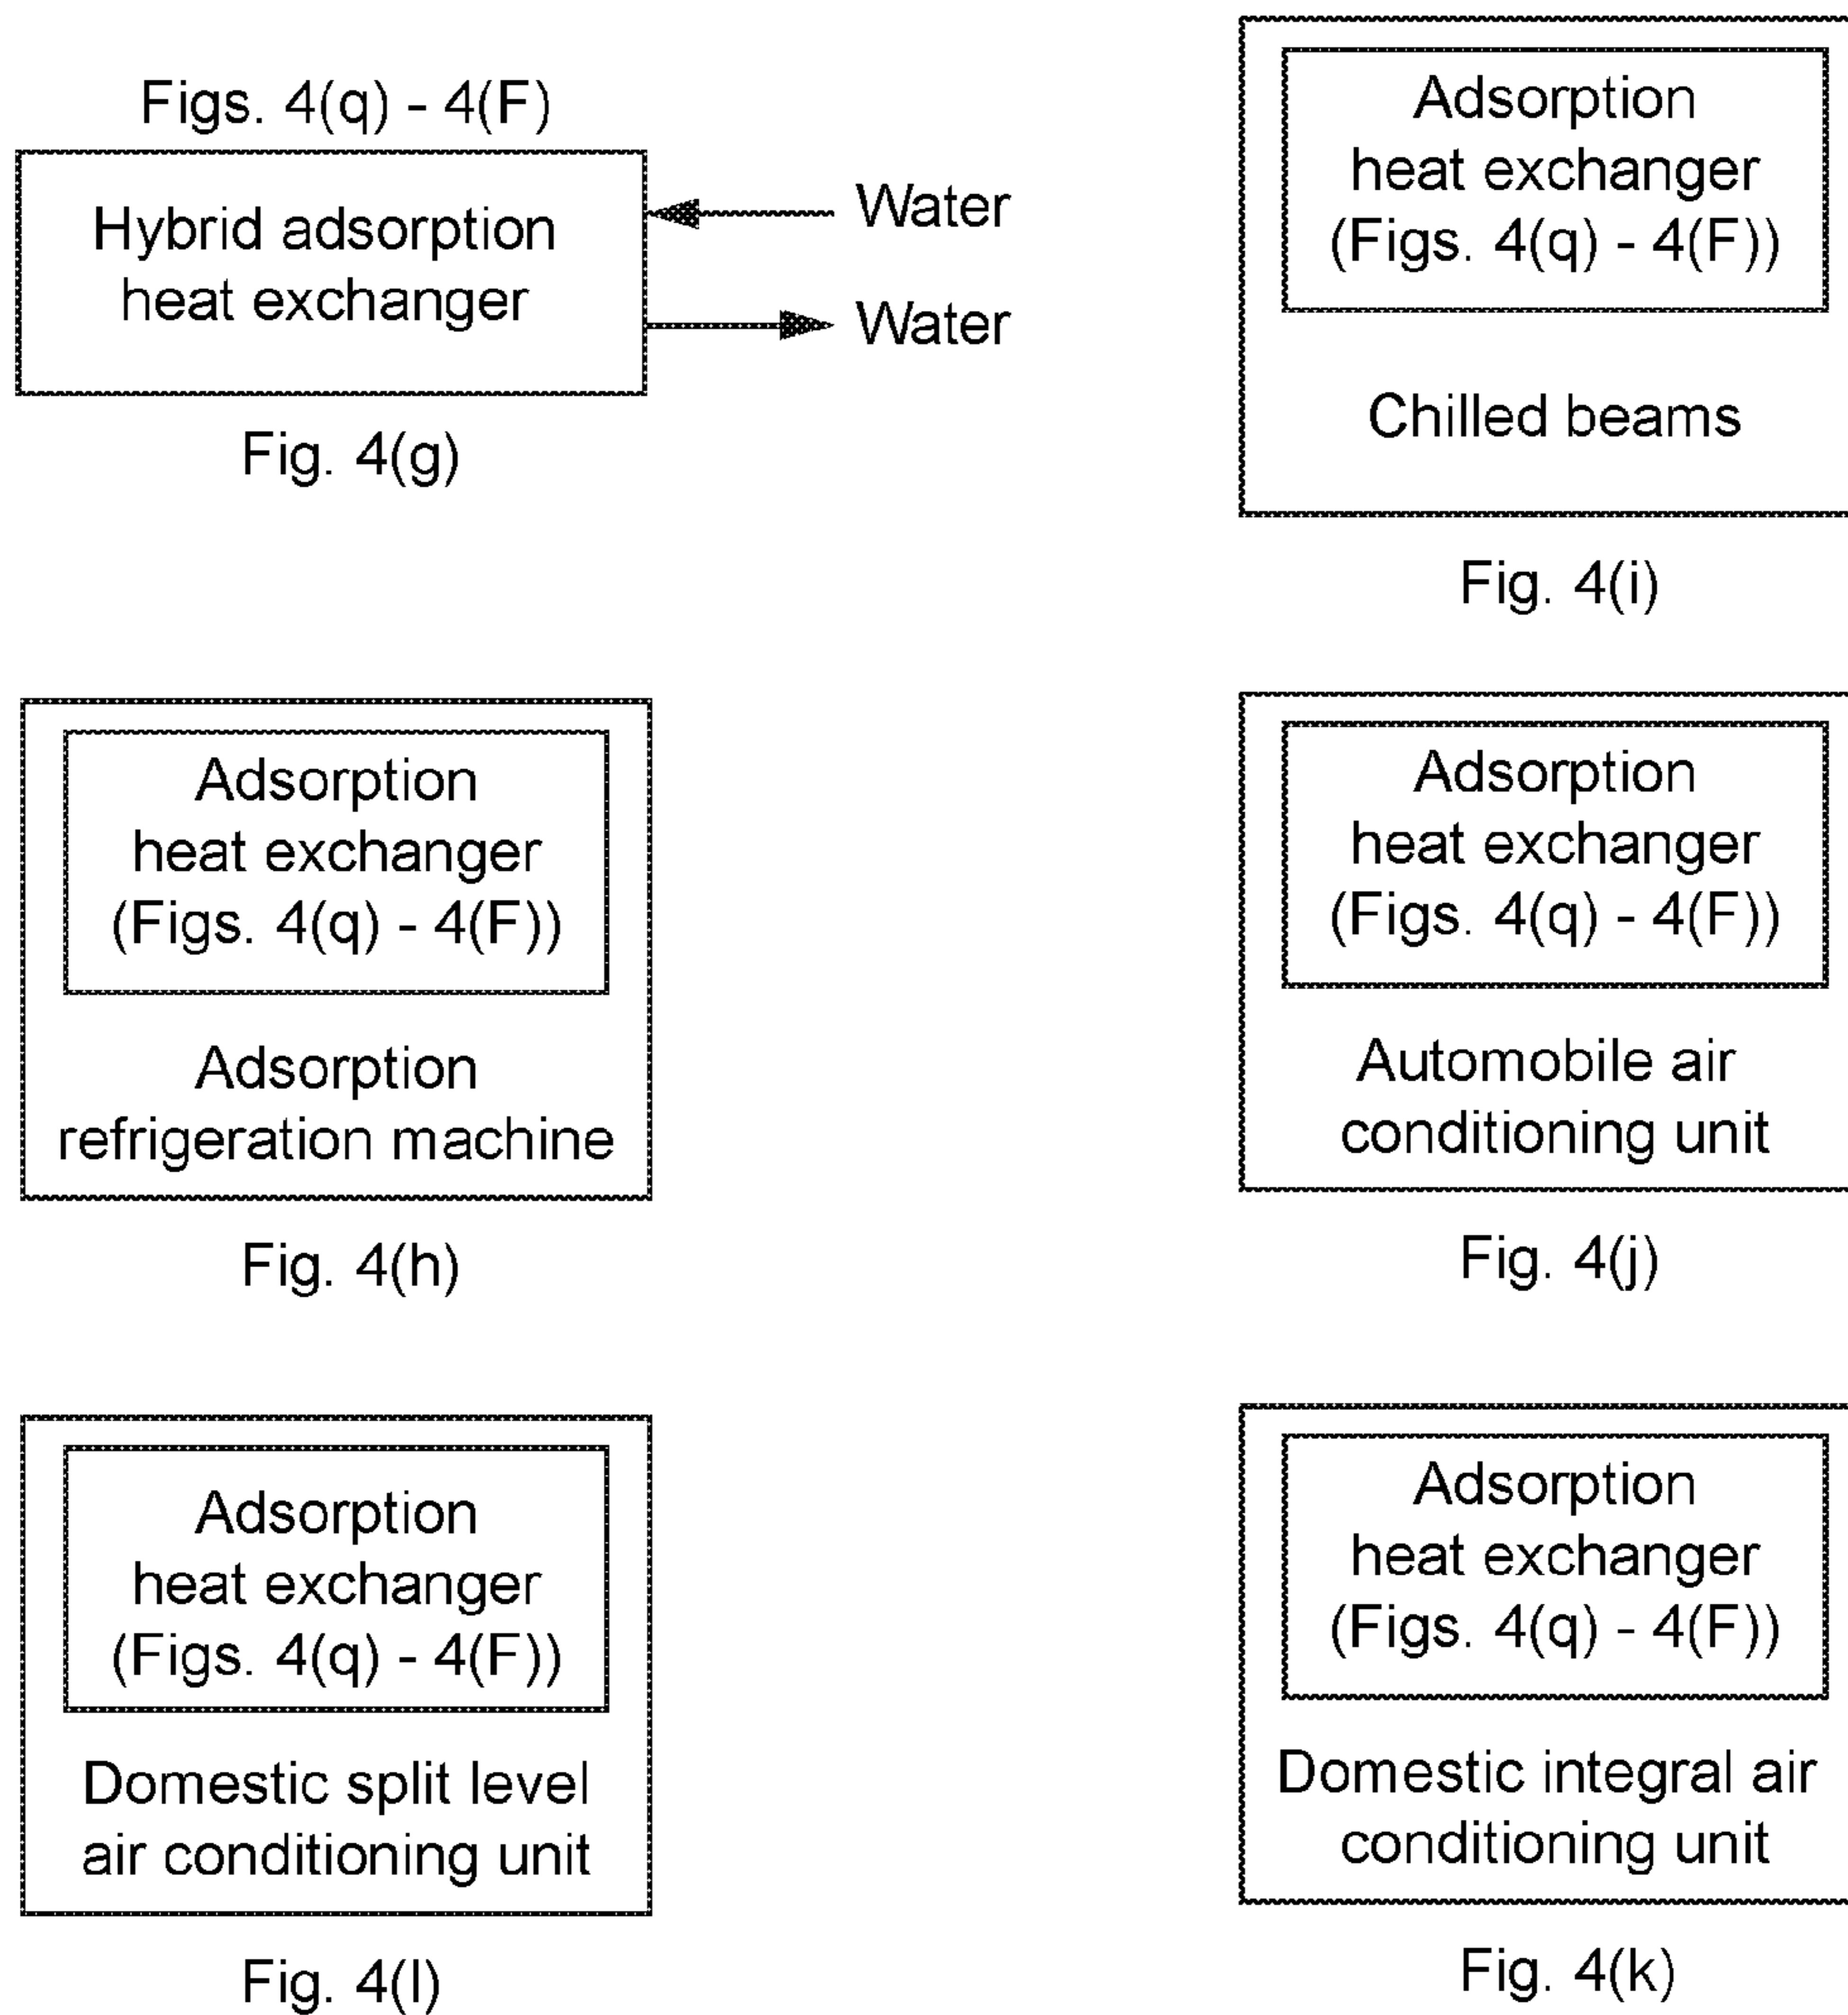 Figs. 4(q) - 4(F)
Hybrid adsorption
heat exchanger
Water
Water
Fig. 4(g)
Adsorption
heat exchanger
(Figs. 4(q) - 4(F))
Chilled beams
Fig. 4(i)
Adsorption
heat exchanger
(Figs. 4(q) - 4(F))
Adsorption
refrigeration machine
Fig. 4(h)
Adsorption
heat exchanger
(Figs. 4(q) - 4(F))
Automobile air
conditioning unit
Fig. 4(j)
Adsorption
heat exchanger
(Figs. 4(q) - 4(F))
Domestic split level
air conditioning unit
Fig. 4(l)
Adsorption
heat exchanger
(Figs. 4(q) - 4(F))
Domestic integral air
conditioning unit
Fig. 4(k)